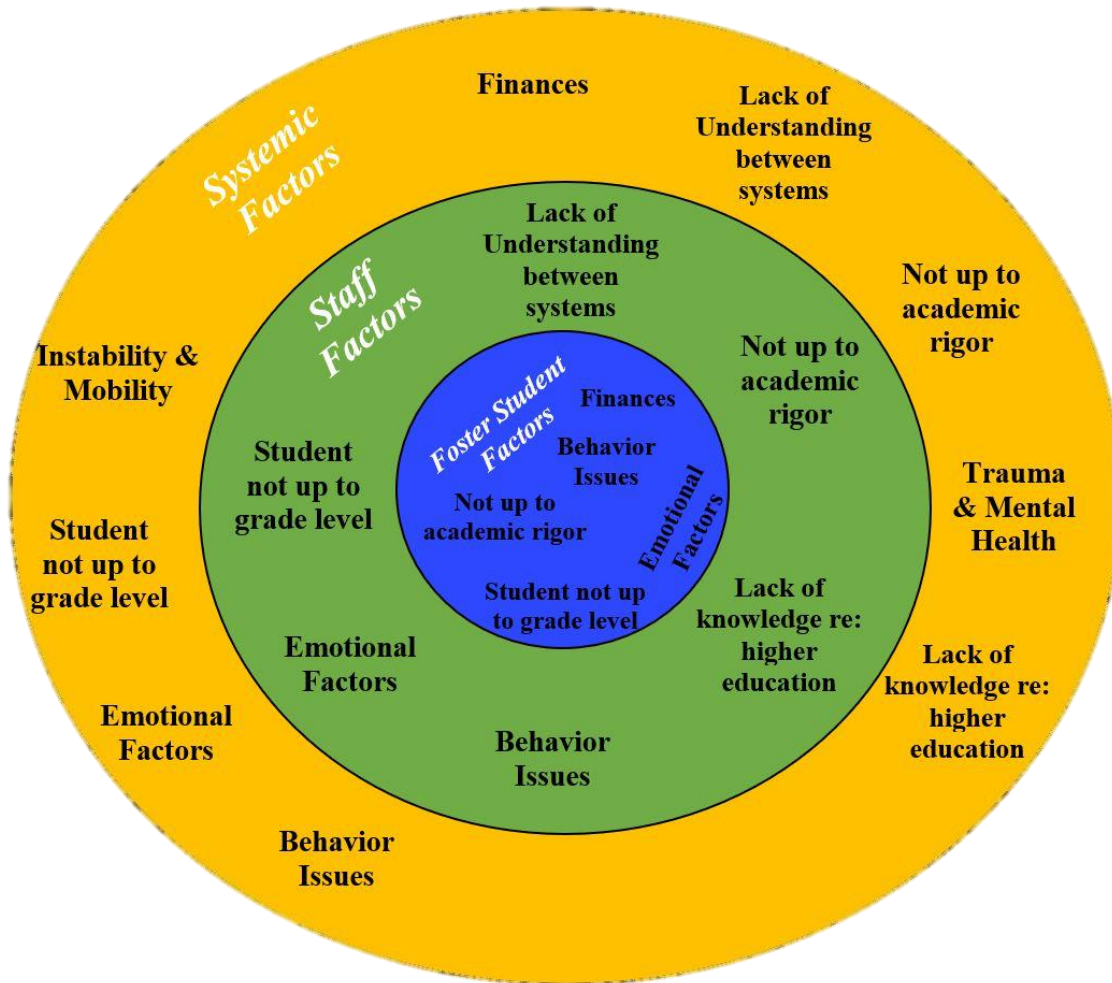 Finances
Lack of
Understanding
between
systems
Systemic
Factors
Not up to
academic
rigor
Instability &
Mobility
Trauma
& Mental
Health
Student
not up to
grade level
Lack of
knowledge re:
higher
education
Emotional
Factors
Behavior
Issues
Staff
Factors
Lack of
Understanding
between
systems
Not up to
academic
rigor
Student
not up to
grade level
Lack of
knowledge re:
higher
education
Emotional
Factors
Behavior
Issues
Foster Student
Factors
Finances
Behavior
Issues
Not up to
academic rigor
Emotional
Factors
Student not up
to grade level